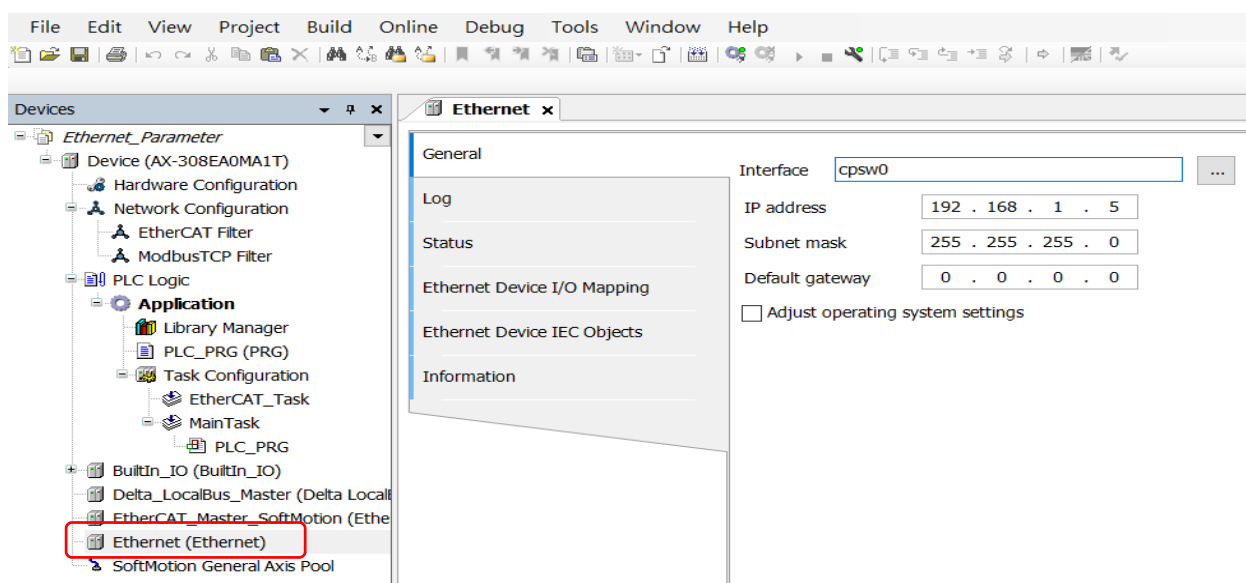 File Edit View Project Build Online Debug Tools Window Help
Devices
Ethernet_Parameter
Device (AX-308EA0MA1T)
Hardware Configuration
Network Configuration
EtherCAT Filter
ModbusTCP Filter
PLC Logic
Application
Library Manager
PLC_PRG (PRG)
Task Configuration
EtherCAT_Task
MainTask
PLC_PRG
BuiltIn_IO (BuiltIn_IO)
Delta_LocalBus_Master (Delta Local
EtherCAT_Master_SoftMotion (Ethe
Ethernet (Ethernet)
SoftMotion General Axis Pool
Ethernet
General
Log
Status
Ethernet Device I/O Mapping
Ethernet Device IEC Objects
Information
Interface cpsw0 ...
IP address 192 . 168 . 1 . 5
Subnet mask 255 . 255 . 255 . 0
Default gateway 0 . 0 . 0 . 0
Adjust operating system settings